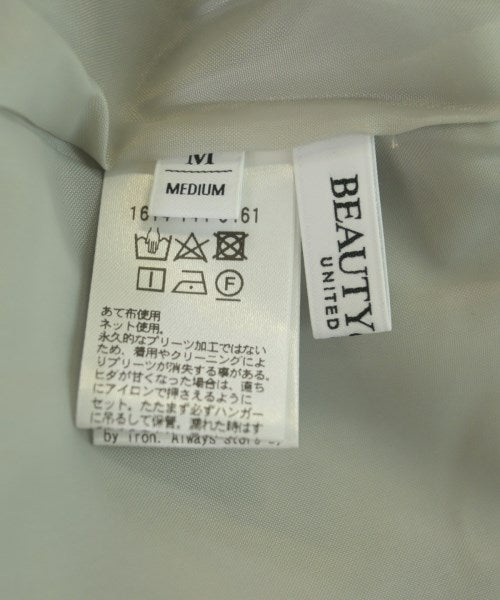 M
MEDIUM
BEAUTY
UNITED
あて布使用
ネット使用。
永久的なプリーツ加工ではない
ため、着用やクリーニングによ
りプリーツが消失する事がある。
ヒダが甘くなった場合は、直ち
にアイロンで押さえるように
セット。たたまず必ずハンガー
に吊るして保管。濡れた時はす
by iron. Always store by